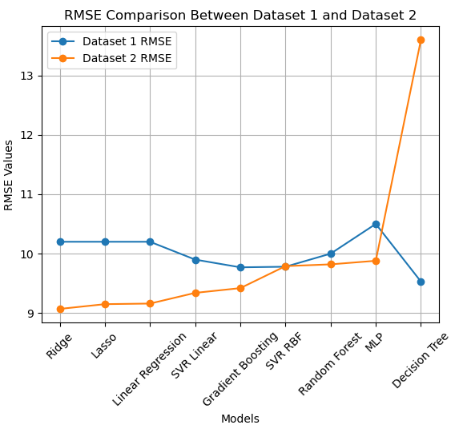 RMSE Comparison Between Dataset 1 and Dataset 2
Dataset 1 RMSE
Dataset 2 RMSE
RMSE Values
13
12
11
10
9
Ridge
Lasso
Linear Regression
SVR Linear
Gradient Boosting
SVR RBF
Random Forest
MLP
Decision Tree
Models